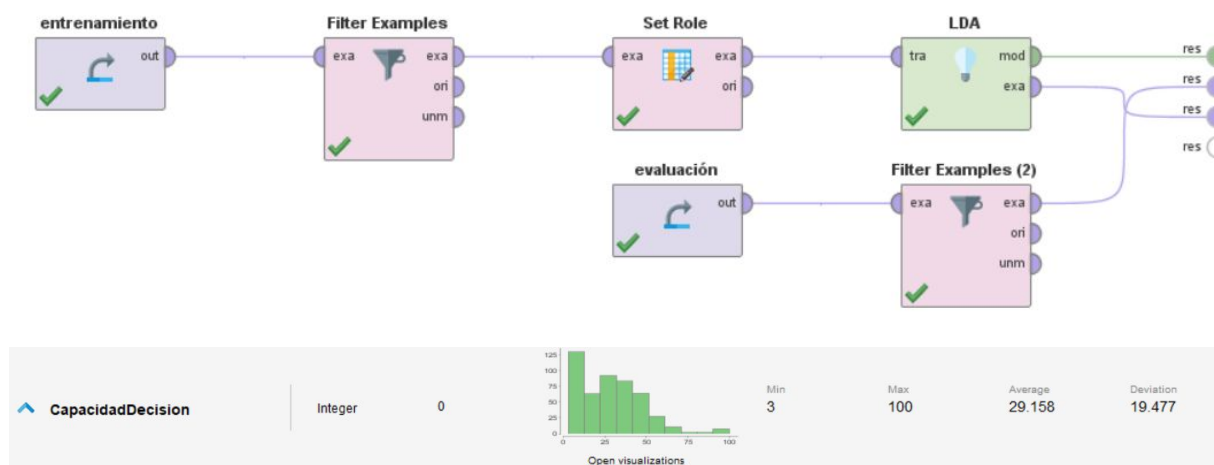 entrenamiento
Filter Examples
Set Role
LDA
out
exa
exa
ori
unm
exa
exa
ori
tra
mod
exa
res
res
res
res
evaluación
Filter Examples (2)
out
exa
exa
ori
unm
CapacidadDecision
Integer
0
125
100
75
50
25
0
0 25 50 75 100
Open visualizations
Min
3
Max
100
Average
29.158
Deviation
19.477